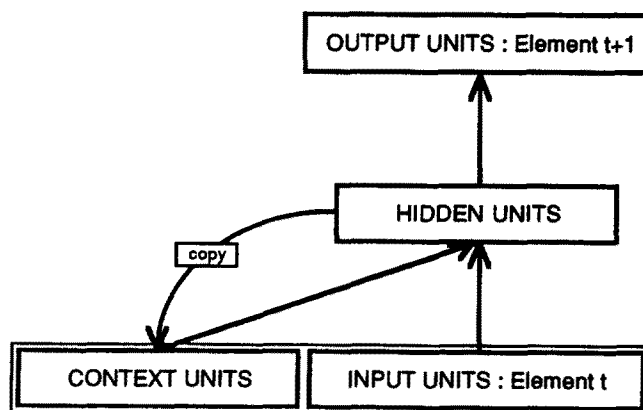 OUTPUT UNITS : Element t+1
HIDDEN UNITS
copy
CONTEXT UNITS
INPUT UNITS : Element t